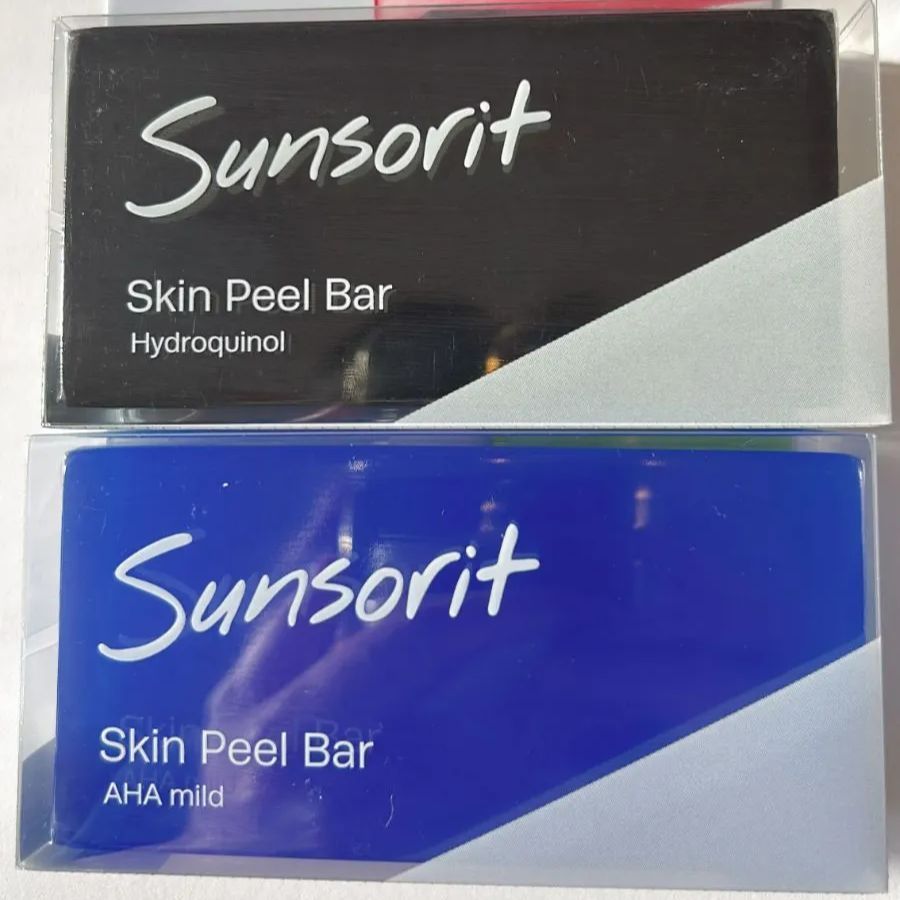 Sunsorit
Skin Peel Bar
Hydroquinol
Sunsorit
Skin Peel Bar
AHA mild